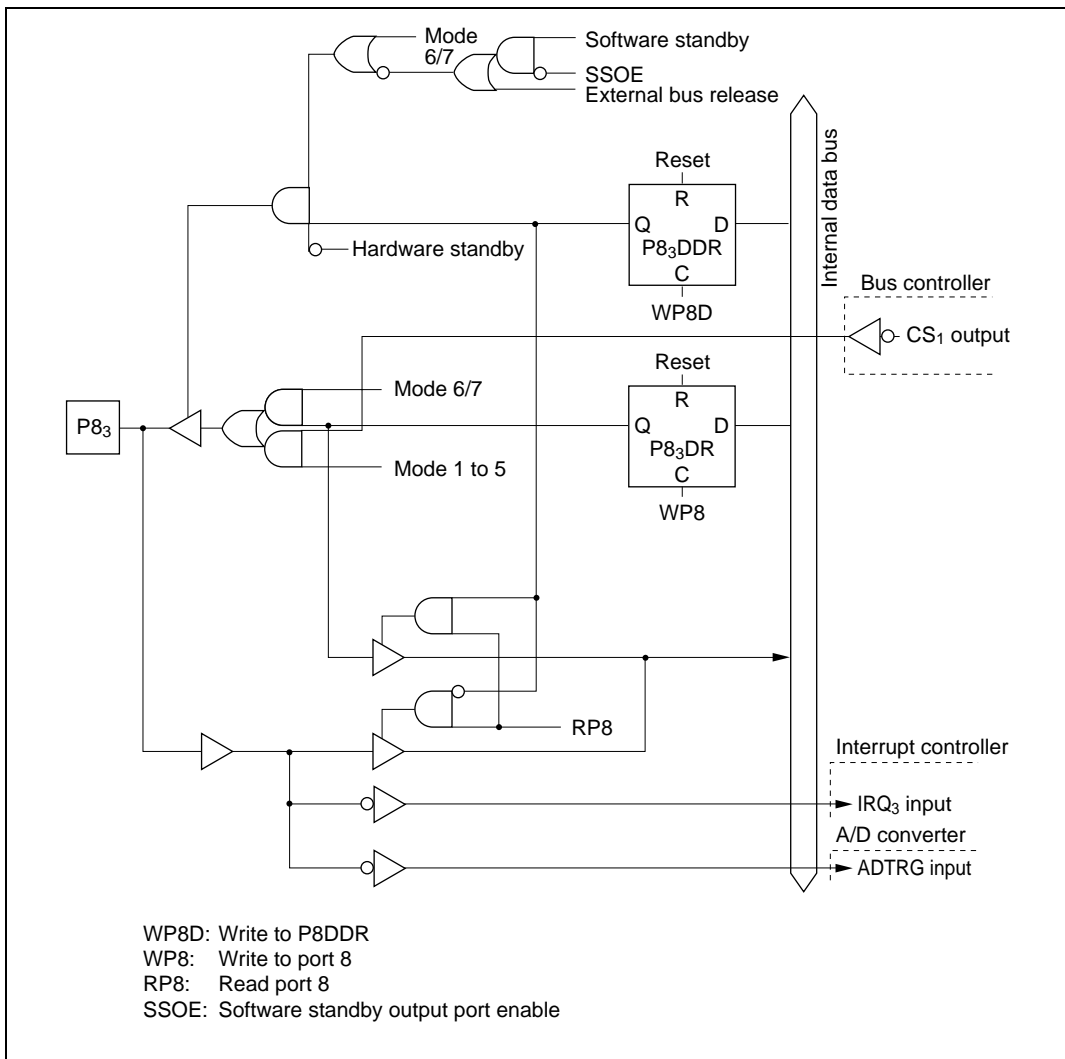 Mode
6/7
Software standby
SSOE
External bus release
Internal data bus
Reset
R
Q D
P8₃DDR
C
WP8D
Hardware standby
Bus controller
CS₁ output
Reset
R
Q D
P8₃DR
C
WP8
Mode 6/7
P8₃
Mode 1 to 5
RP8
Interrupt controller
IRQ₃ input
A/D converter
ADTRG input
WP8D: Write to P8DDR
WP8: Write to port 8
RP8: Read port 8
SSOE: Software standby output port enable